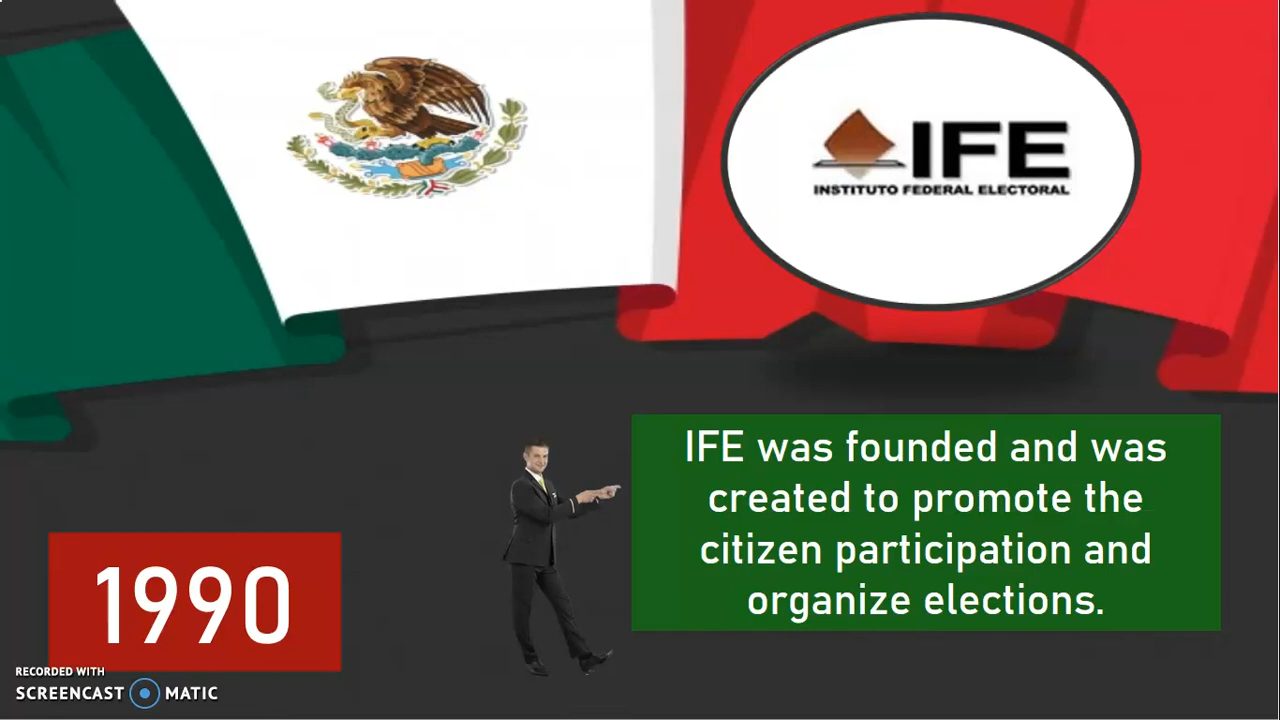 IFE
INSTITUTO FEDERAL ELECTORAL
IFE was founded and was
created to promote the
citizen participation and
organize elections.
1990
RECORDED WITH
SCREENCAST MATIC